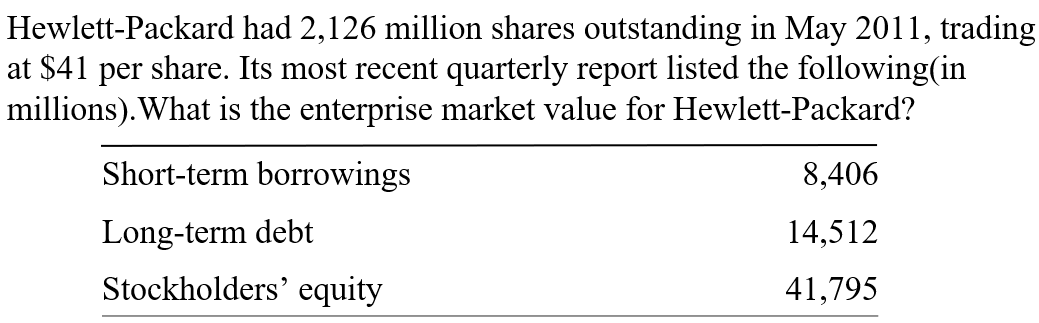 Hewlett-Packard had 2,126 million shares outstanding in May 2011, trading
at $41 per share. Its most recent quarterly report listed the following(in
millions).What is the enterprise market value for Hewlett-Packard?
Short-term borrowings 8,406
Long-term debt 14,512
Stockholders’ equity 41,795